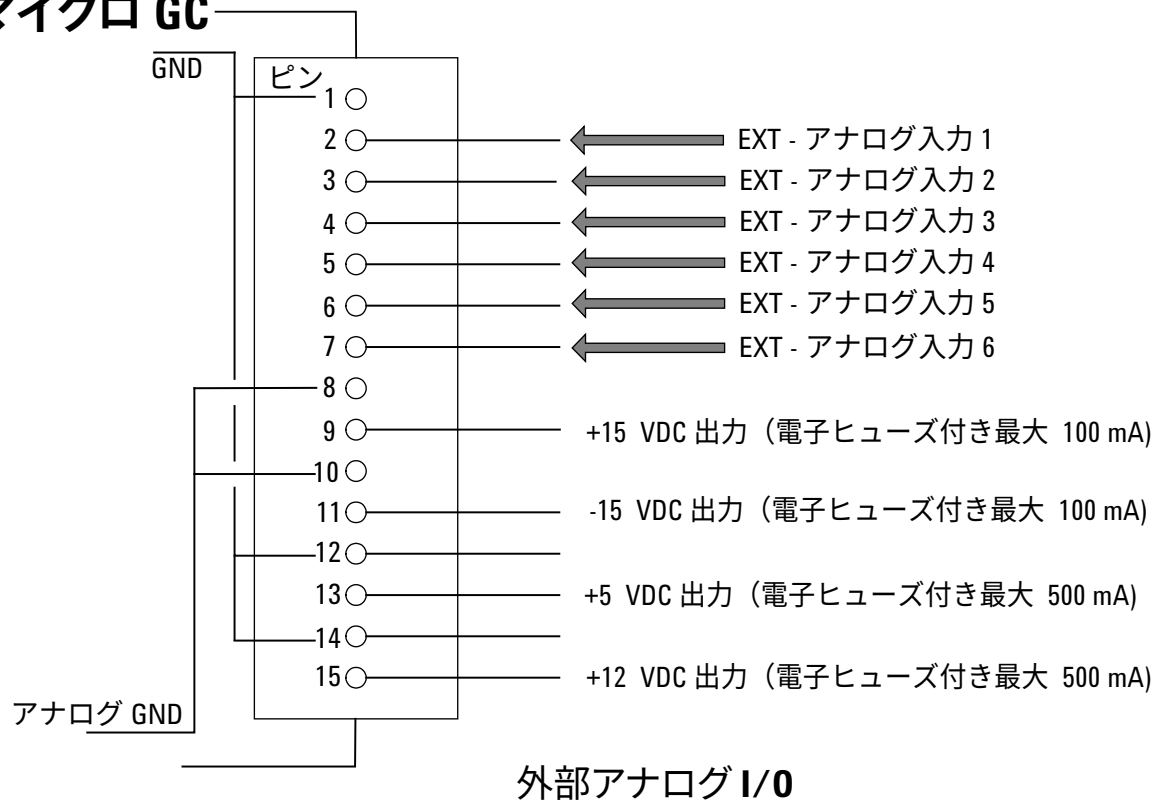 マイクロ GC
GND
ピン
1
2 EXT - アナログ入力 1
3 EXT - アナログ入力 2
4 EXT - アナログ入力 3
5 EXT - アナログ入力 4
6 EXT - アナログ入力 5
7 EXT - アナログ入力 6
8
9 +15 VDC 出力（電子ヒューズ付き最大 100 mA)
10
11 -15 VDC 出力（電子ヒューズ付き最大 100 mA)
12
13 +5 VDC 出力（電子ヒューズ付き最大 500 mA)
14
15 +12 VDC 出力（電子ヒューズ付き最大 500 mA)
アナログ GND
外部アナログ I/O